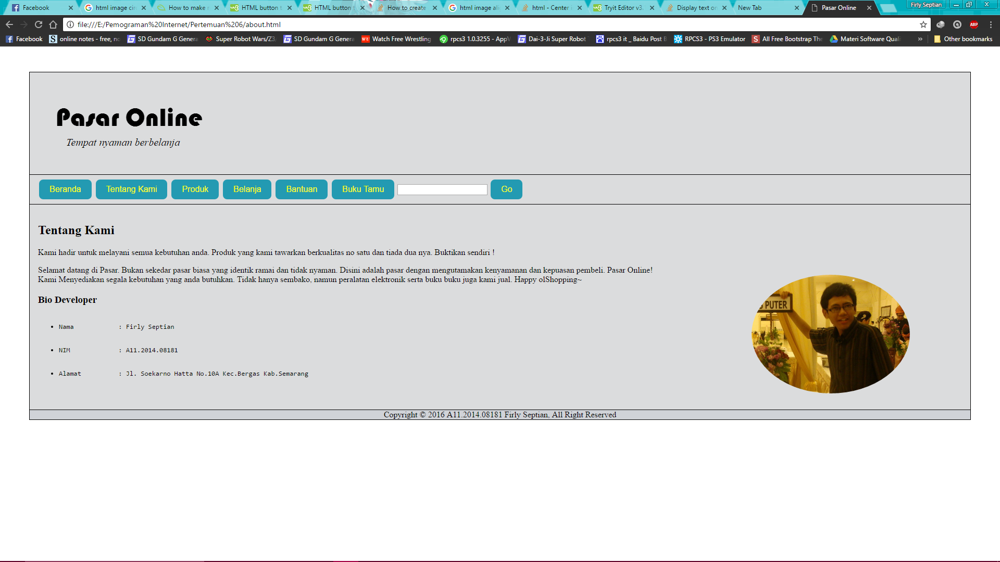 Facebook
html image cir
How to make r
HTML button t
HTML button t
How to create
html image ali
html - Center i
Tryit Editor v3.
Display text on
New Tab
Pasar Online
Firly Septian
file:///E:/Pemograman%20Internet/Pertemuan%206/about.html
Facebook
online notes - free, no
SD Gundam G Genera
Super Robot Wars/Z3
SD Gundam G Genera
Watch Free Wrestling
rpcs3 1.0.3255 - AppV
Dai-3-Ji Super Robot
rpcs3 it _ Baidu Post B
RPCS3 - PS3 Emulator
All Free Bootstrap The
Materi Software Quali
»
Other bookmarks
Pasar Online
Tempat nyaman berbelanja
Beranda
Tentang Kami
Produk
Belanja
Bantuan
Buku Tamu
Go
Tentang Kami
Kami hadir untuk melayani semua kebutuhan anda. Produk yang kami tawarkan berkualitas no satu dan tiada dua nya. Buktikan sendiri !
Selamat datang di Pasar. Bukan sekedar pasar biasa yang identik ramai dan tidak nyaman. Disini adalah pasar dengan mengutamakan kenyamanan dan kepuasan pembeli. Pasar Online!
Kami Menyediakan segala kebutuhan yang anda butuhkan. Tidak hanya sembako, namun peralatan elektronik serta buku buku juga kami jual. Happy olShopping~
PUTER
Bio Developer
Nama : Firly Septian
NIM : A11.2014.08181
Alamat : Jl. Soekarno Hatta No.10A Kec.Bergas Kab.Semarang
Copyright © 2016 A11.2014.08181 Firly Septian, All Right Reserved